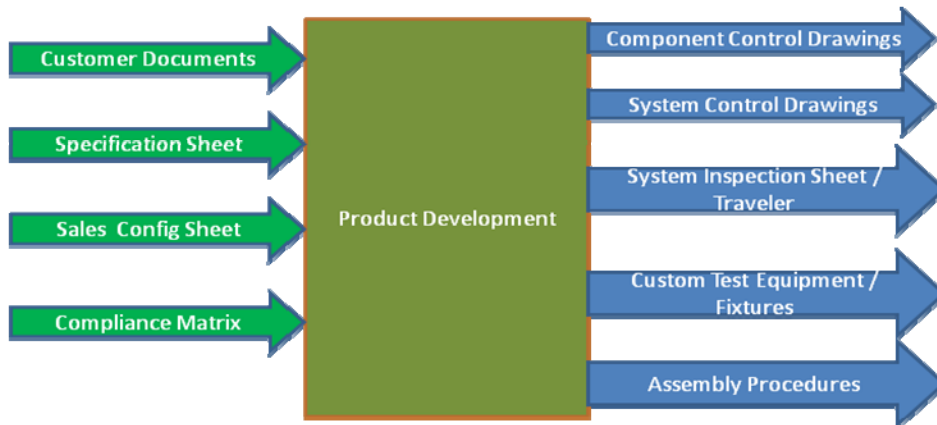 Customer Documents
Specification Sheet
Sales Config Sheet
Compliance Matrix
Product Development
Component Control Drawings
System Control Drawings
System Inspection Sheet /
Traveler
Custom Test Equipment /
Fixtures
Assembly Procedures